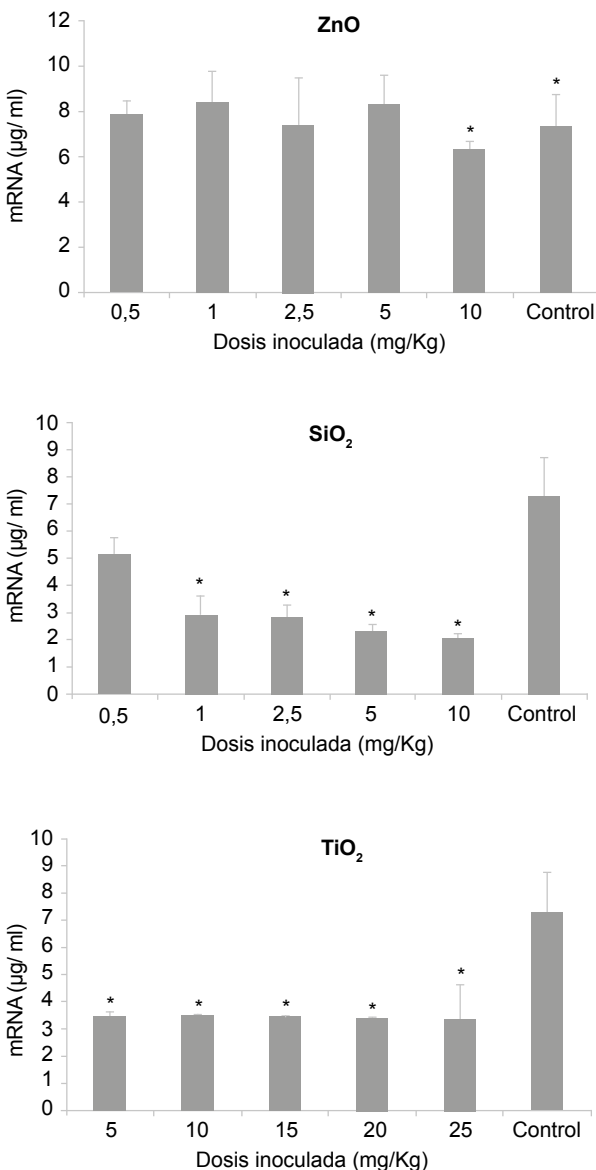 ZnO
mRNA (µg/ ml)
12
10
8
6
4
2
0
* *
0,5 1 2,5 5 10 Control
Dosis inoculada (mg/Kg)
SiO₂
mRNA (µg/ ml)
10
9
8
7
6
5
4
3
2
1
0
* * * *
0,5 1 2,5 5 10 Control
Dosis inoculada (mg/Kg)
TiO₂
mRNA (µg/ ml)
10
9
8
7
6
5
4
3
2
1
0
* * * * *
5 10 15 20 25 Control
Dosis inoculada (mg/Kg)